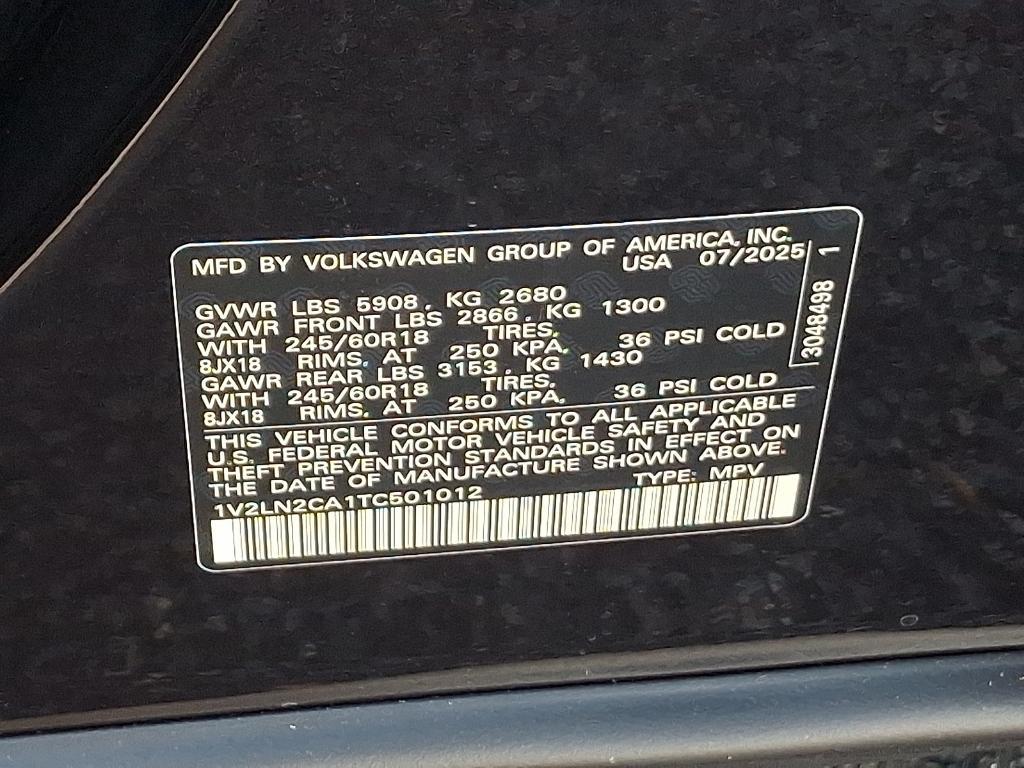 MFD BY VOLKSWAGEN GROUP OF AMERICA, INC.
USA 07/2025
GVWR LBS 5908. KG 2680
GAWR FRONT LBS 2866. KG 1300
WITH 245/60R18 TIRES.
8JX18 RIMS. AT 250 KPA. 36 PSI COLD
GAWR REAR LBS 3153. KG 1430
WITH 245/60R18 TIRES.
8JX18 RIMS. AT 250 KPA. 36 PSI COLD
THIS VEHICLE CONFORMS TO ALL APPLICABLE
U.S. FEDERAL MOTOR VEHICLE SAFETY AND
THEFT PREVENTION STANDARDS IN EFFECT ON
THE DATE OF MANUFACTURE SHOWN ABOVE.
TYPE: MPV
1V2LN2CA1TC501012
3048498 1